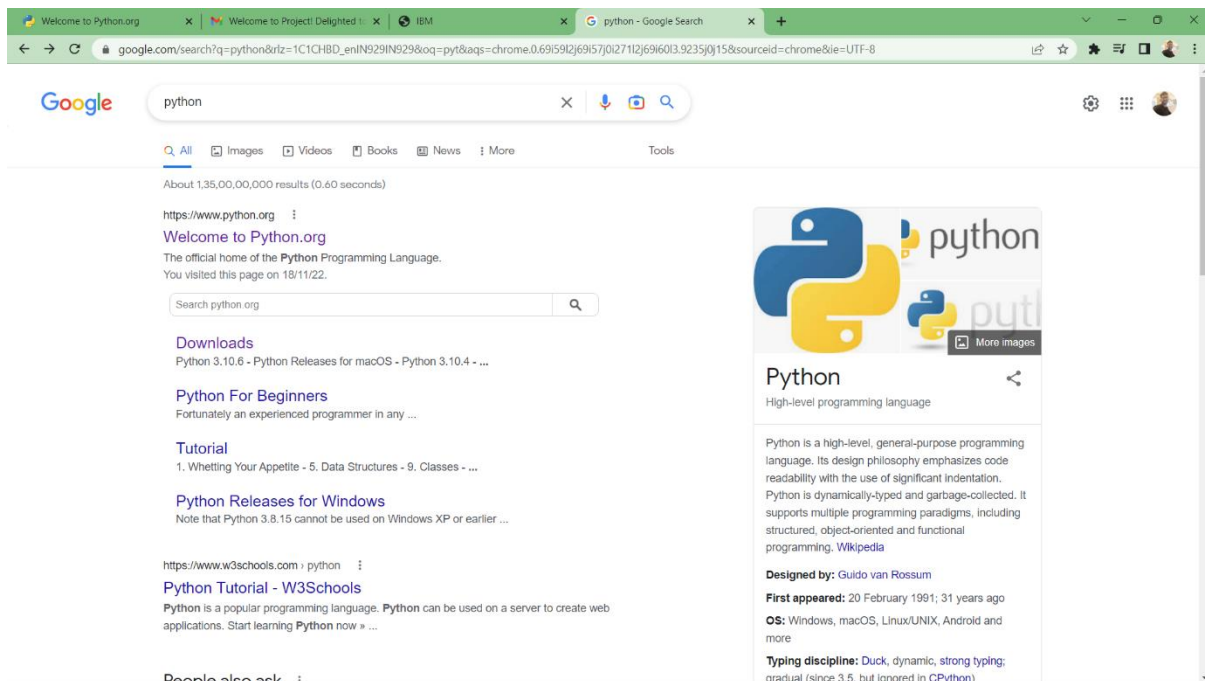 Welcome to Python.org
Welcome to Project! Delighted t
IBM
python - Google Search
google.com/search?q=python&rlz=1C1CHBD_enIN929IN929&oq=pyt&aqs=chrome.0.69i59l2j69i57j0i271l2j69i60l3.9235j0j15&sourceid=chrome&ie=UTF-8
Google
python
All Images Videos Books News More Tools
About 1,35,00,00,000 results (0.60 seconds)
https://www.python.org
Welcome to Python.org
The official home of the Python Programming Language.
You visited this page on 18/11/22.
Search python.org
Downloads
Python 3.10.6 - Python Releases for macOS - Python 3.10.4 - ...
Python For Beginners
Fortunately an experienced programmer in any ...
Tutorial
1. Whetting Your Appetite - 5. Data Structures - 9. Classes - ...
Python Releases for Windows
Note that Python 3.8.15 cannot be used on Windows XP or earlier ...
https://www.w3schools.com › python
Python Tutorial - W3Schools
Python is a popular programming language. Python can be used on a server to create web
applications. Start learning Python now » ...
People also ask
python
pytl
More images
Python
High-level programming language
Python is a high-level, general-purpose programming
language. Its design philosophy emphasizes code
readability with the use of significant indentation.
Python is dynamically-typed and garbage-collected. It
supports multiple programming paradigms, including
structured, object-oriented and functional
programming. Wikipedia
Designed by: Guido van Rossum
First appeared: 20 February 1991; 31 years ago
OS: Windows, macOS, Linux/UNIX, Android and
more
Typing discipline: Duck, dynamic, strong typing;
gradual (since 3.5, but ignored in CPython)